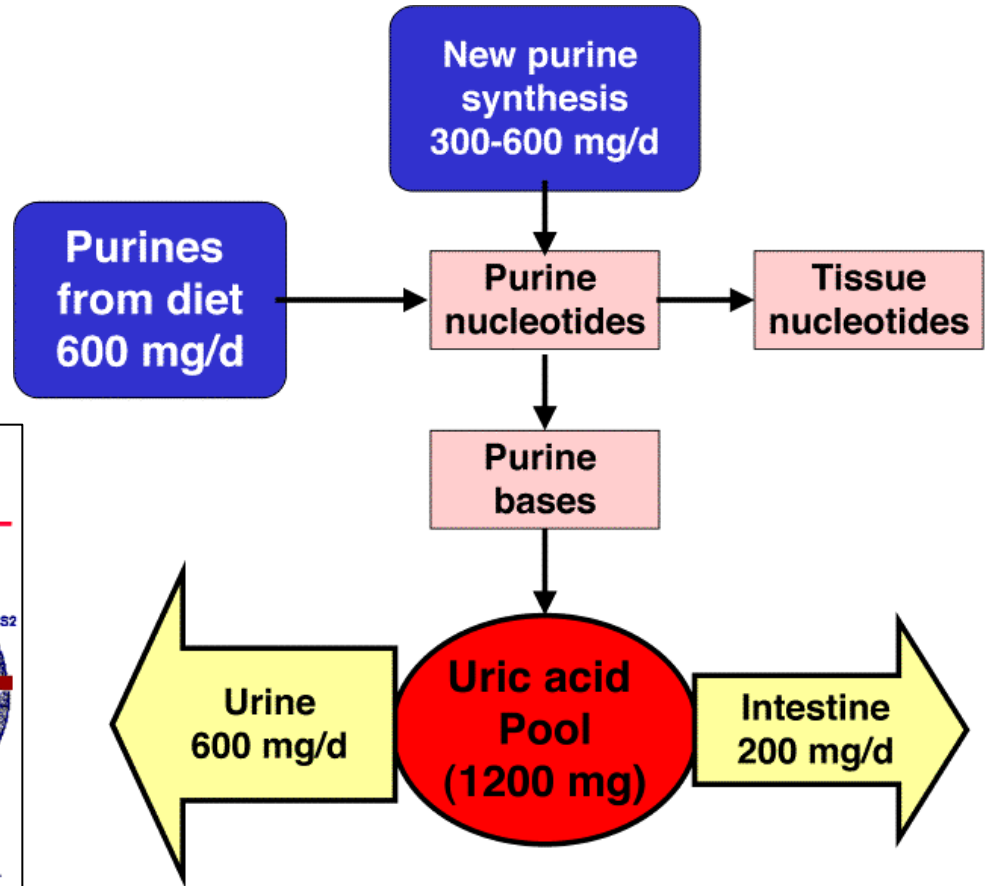 New purine
synthesis
300-600 mg/d
Purines
from diet
600 mg/d
Purine
nucleotides
Tissue
nucleotides
Purine
bases
S2
Urine
600 mg/d
Uric acid
Pool
(1200 mg)
Intestine
200 mg/d